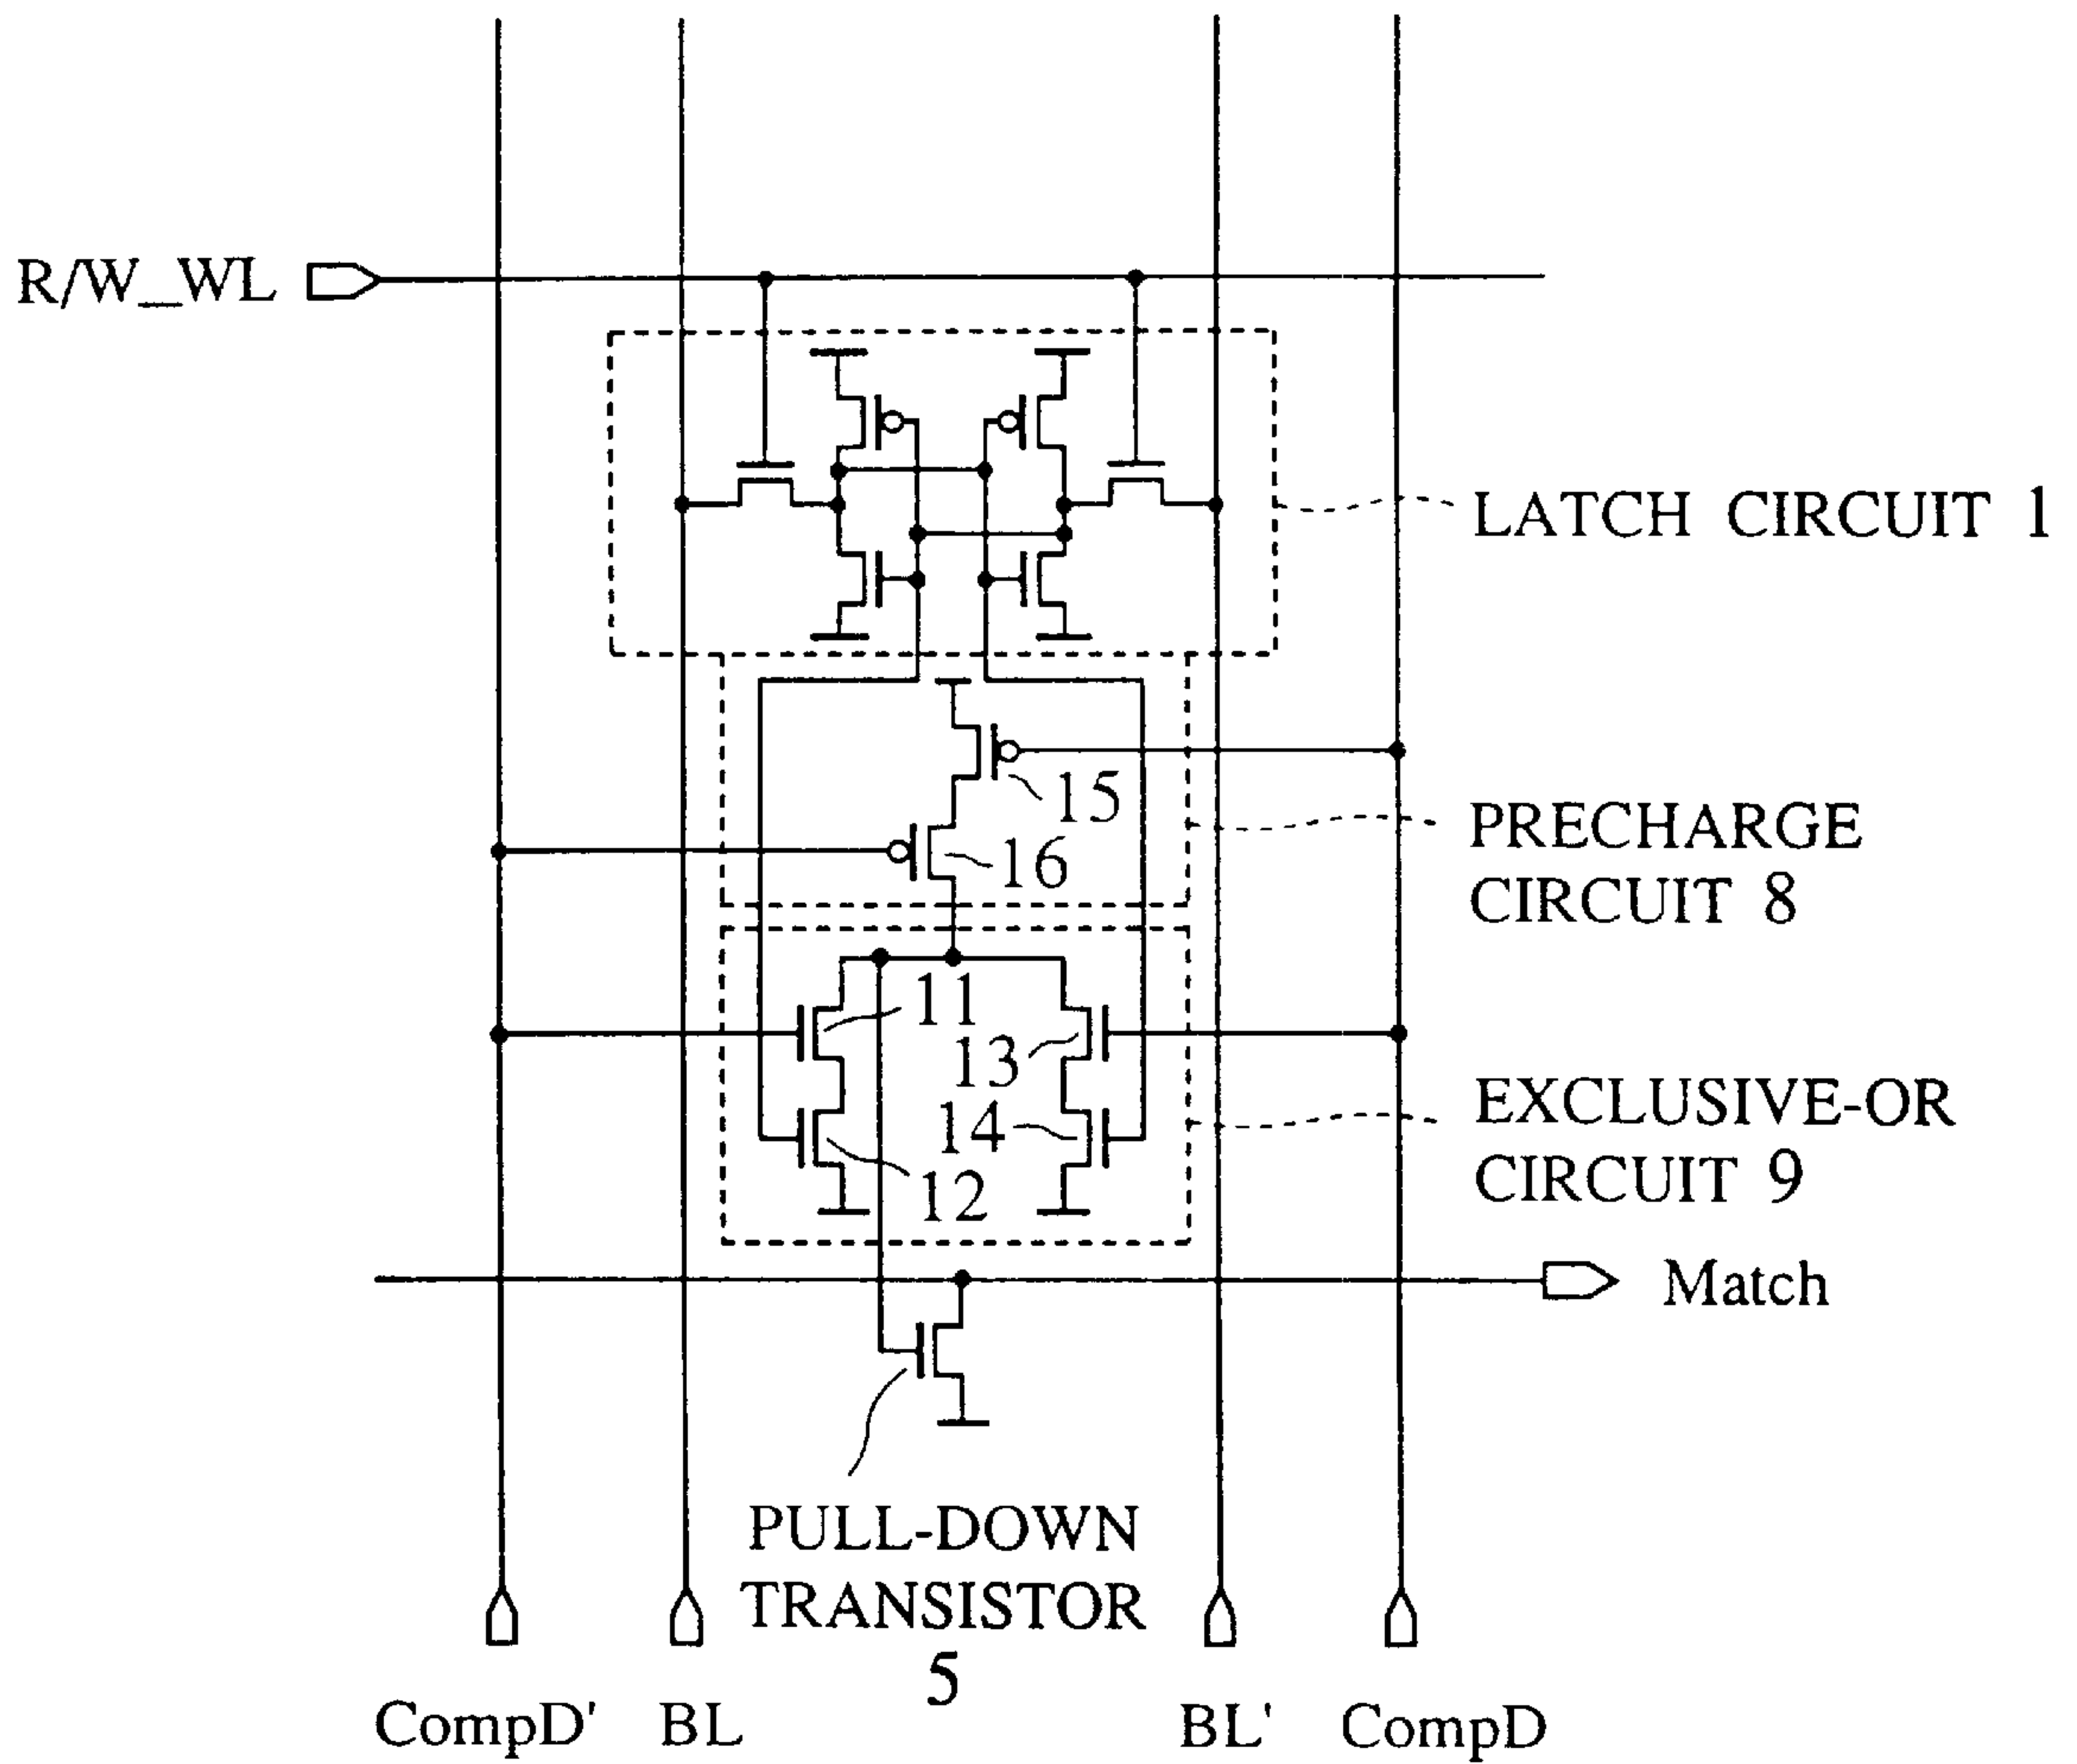 R/W_WL
LATCH CIRCUIT 1
15
PRECHARGE
CIRCUIT 8
16
11
13
EXCLUSIVE-OR
CIRCUIT 9
14
12
Match
PULL-DOWN
TRANSISTOR
5
CompD'
BL
BL'
CompD